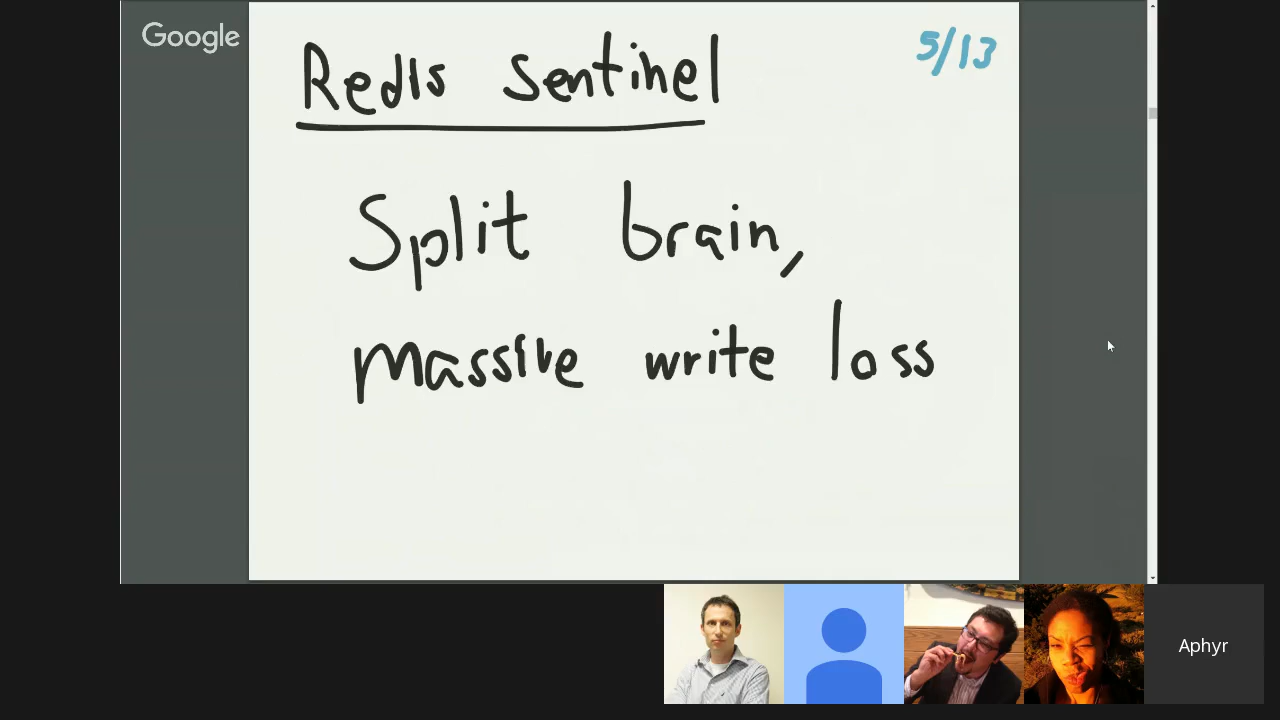 Google
5/13
Redis Sentinel
Split brain,
massive write loss
Aphyr